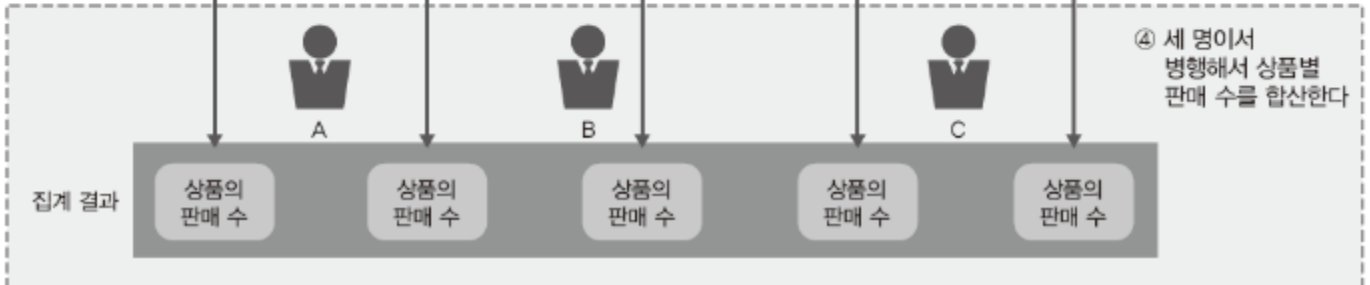 ④ 세 명이서
병행해서 상품별
판매 수를 합산한다
A
B
C
집계 결과
상품의
판매 수
상품의
판매 수
상품의
판매 수
상품의
판매 수
상품의
판매 수